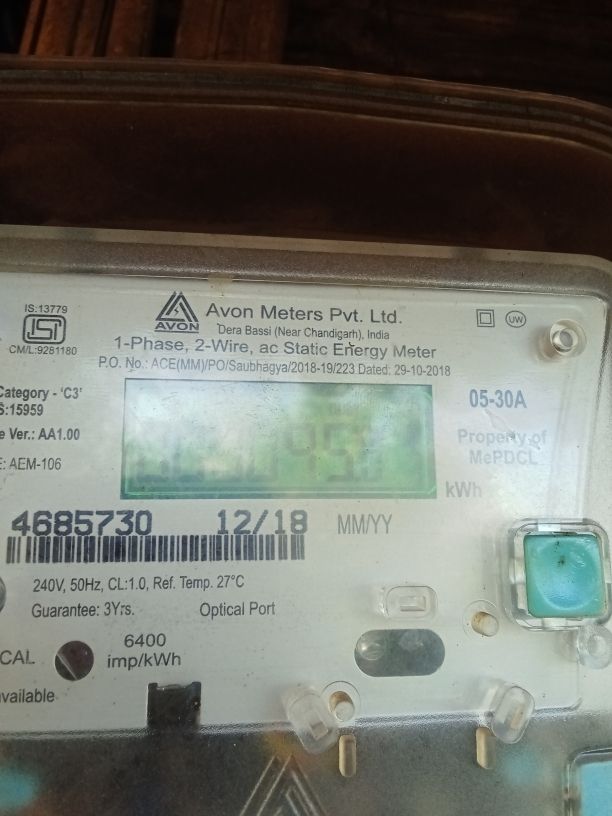 IS:13779
ISI
CM/L:9281180
AVON
Avon Meters Pvt. Ltd.
Dera Bassi (Near Chandigarh), India
1-Phase, 2-Wire, ac Static Energy Meter
P.O. No.: ACE(MM)/PO/Saubhagya/2018-19/223 Dated: 29-10-2018
UW
Category - 'C3'
S:15959
e Ver.: AA1.00
E: AEM-106
05-30A
Property of
MePDCL
kWh
4685730 12/18 MM/YY
240V, 50Hz, CL:1.0, Ref. Temp. 27°C
Guarantee: 3Yrs. Optical Port
CAL
6400
imp/kWh
available